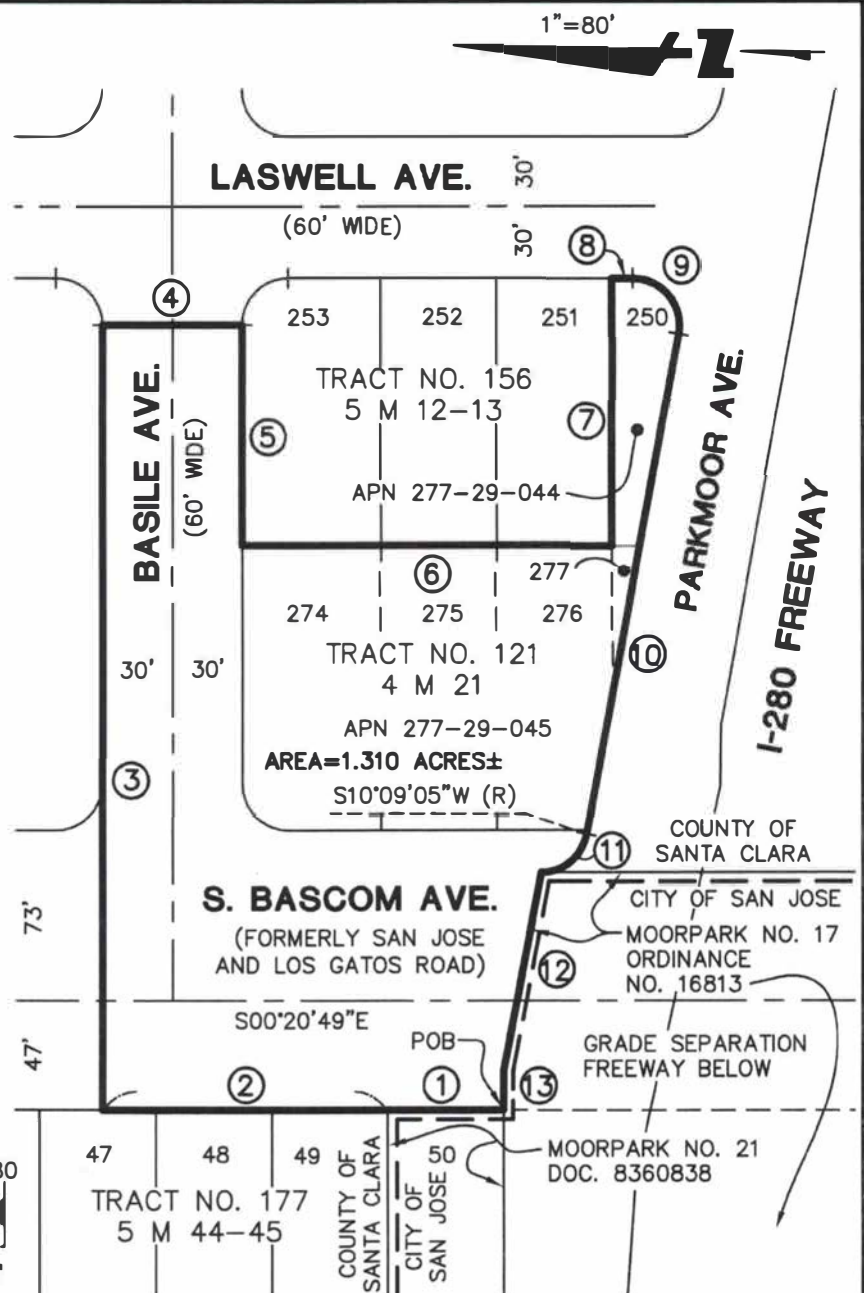 1"=80'
Z
LASWELL AVE.
30'
(60' WIDE)
30'
8
9
4
253
252
251
250
TRACT NO. 156
5 M 12-13
BASILE AVE.
(60' WIDE)
5
7
APN 277-29-044
PARKMOOR AVE.
I-280 FREEWAY
6
277
274
275
276
TRACT NO. 121
4 M 21
10
30'
30'
APN 277-29-045
AREA=1.310 ACRES±
3
S10°09'05"W (R)
11
COUNTY OF
SANTA CLARA
CITY OF SAN JOSE
73'
S. BASCOM AVE.
(FORMERLY SAN JOSE
AND LOS GATOS ROAD)
MOORPARK NO. 17
ORDINANCE
NO. 16813
12
S00°20'49"E
47'
POB
GRADE SEPARATION
FREEWAY BELOW
2
1
13
47
48
49
50
MOORPARK NO. 21
DOC. 8360838
TRACT NO. 177
5 M 44-45
COUNTY OF
SANTA CLARA
CITY OF
SAN JOSE